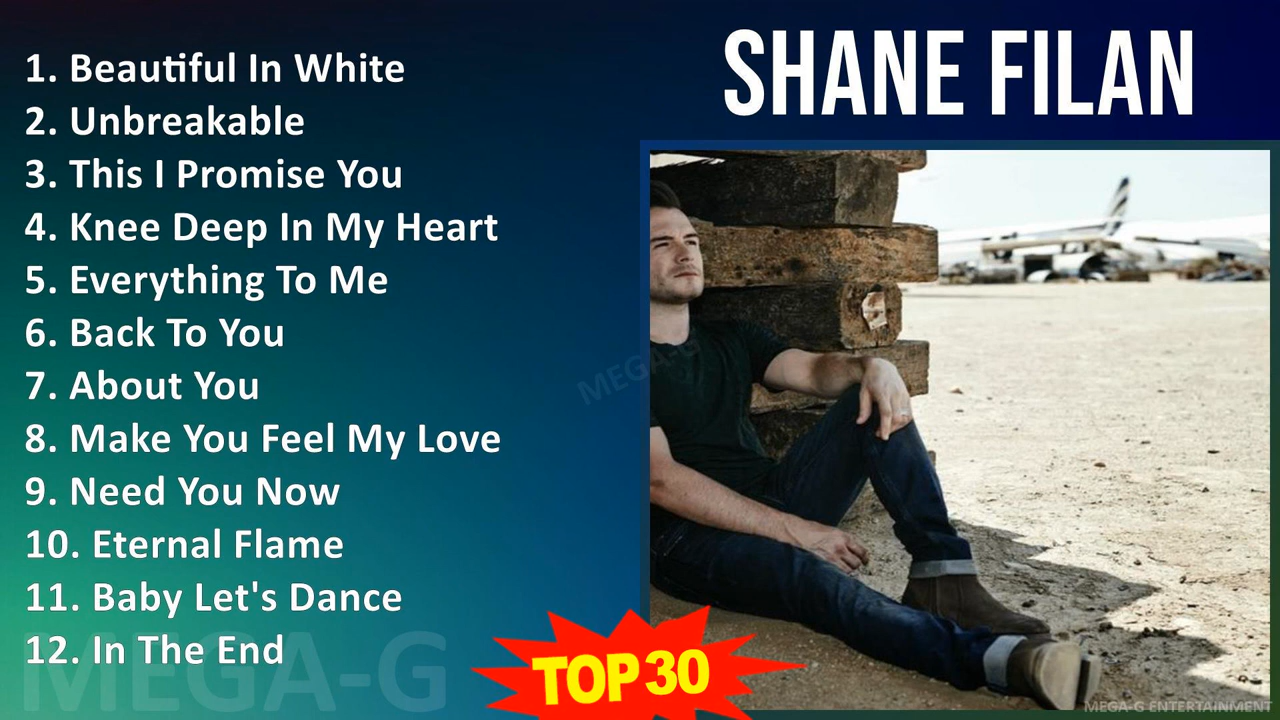 1. Beautiful In White
2. Unbreakable
3. This I Promise You
4. Knee Deep In My Heart
5. Everything To Me
6. Back To You
7. About You
8. Make You Feel My Love
9. Need You Now
10. Eternal Flame
11. Baby Let's Dance
12. In The End
MEGA-G
SHANE FILAN
MEGA-G
TOP 30
MEGA-G ENTERTAINMENT